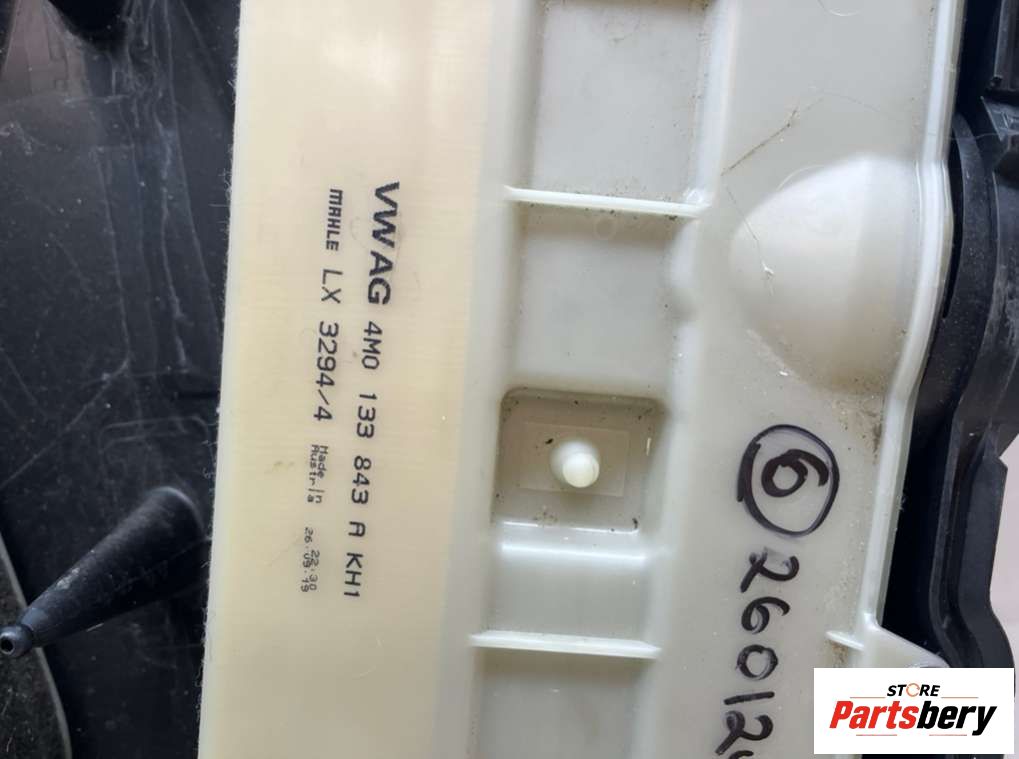 VWAG 4M0 133 843 A KH1
MAHLE LX 3294/4 Made in Austria 22:30 26.09.19
6 26012
STORE
Partsbery